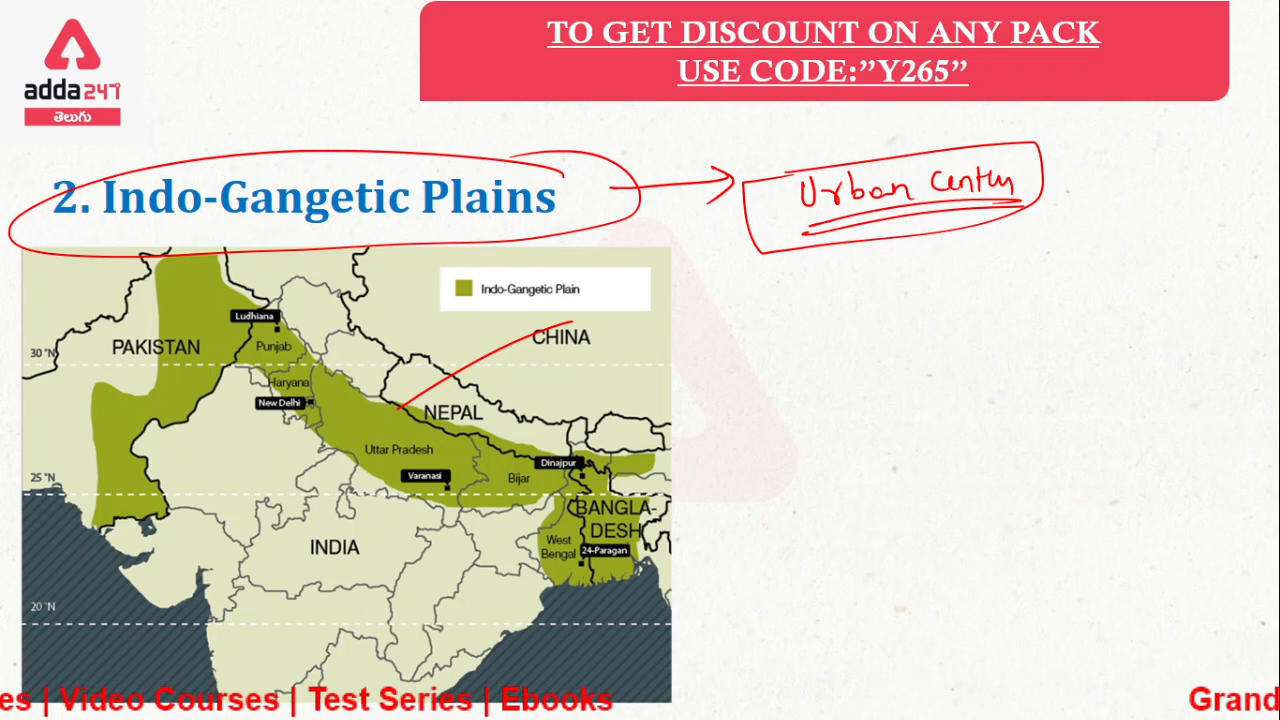 TO GET DISCOUNT ON ANY PACK
USE CODE:”Y265”
adda247
తెలుగు
2. Indo-Gangetic Plains
Urban Center
Indo-Gangetic Plain
Ludhiana
CHINA
30 °N
PAKISTAN
Punjab
Haryana
New Delhi
NEPAL
Uttar Pradesh
Dinajpur
25 °N
Varanasi
Bijar
BANGLA-
DESH
West
Bengal
24-Paragan
INDIA
20 °N
es | Video Courses | Test Series | Ebooks
Grand